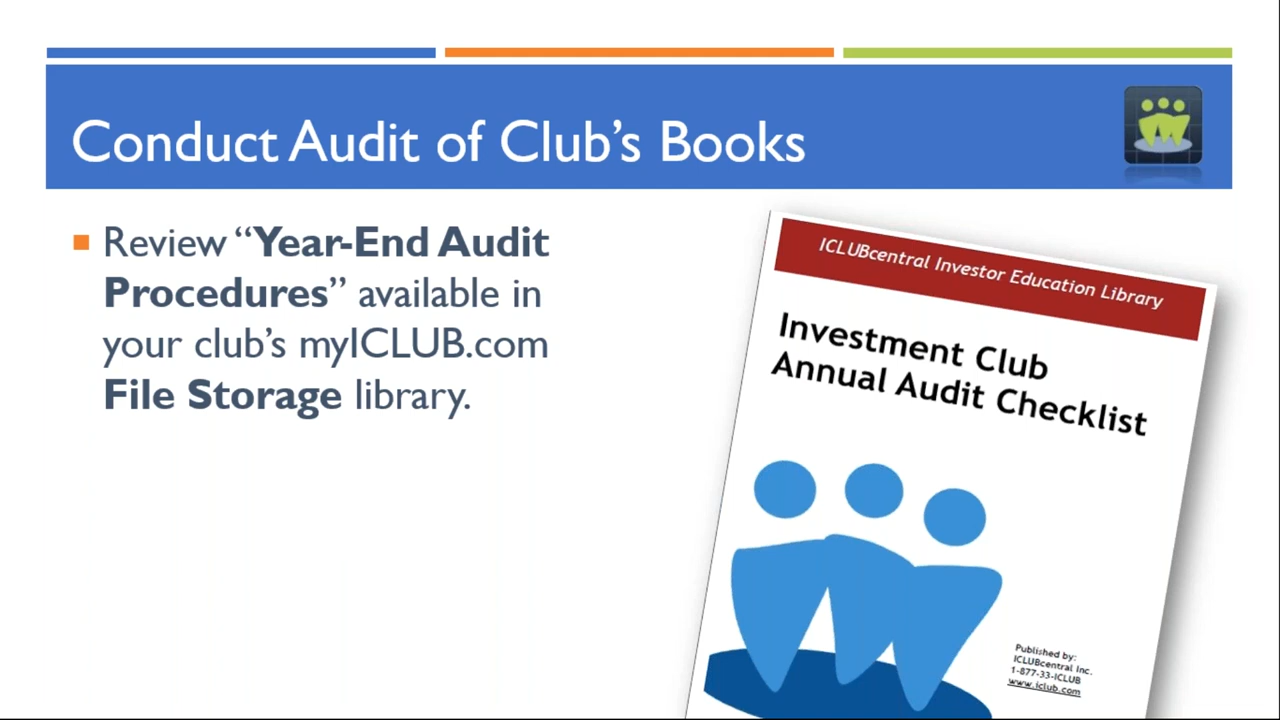 Conduct Audit of Club’s Books
Review “Year-End Audit
Procedures” available in
your club’s myICLUB.com
File Storage library.
ICLUBcentral Investor Education Library
Investment Club
Annual Audit Checklist
Published by:
ICLUBcentral Inc.
1-877-33-ICLUB
www.iclub.com